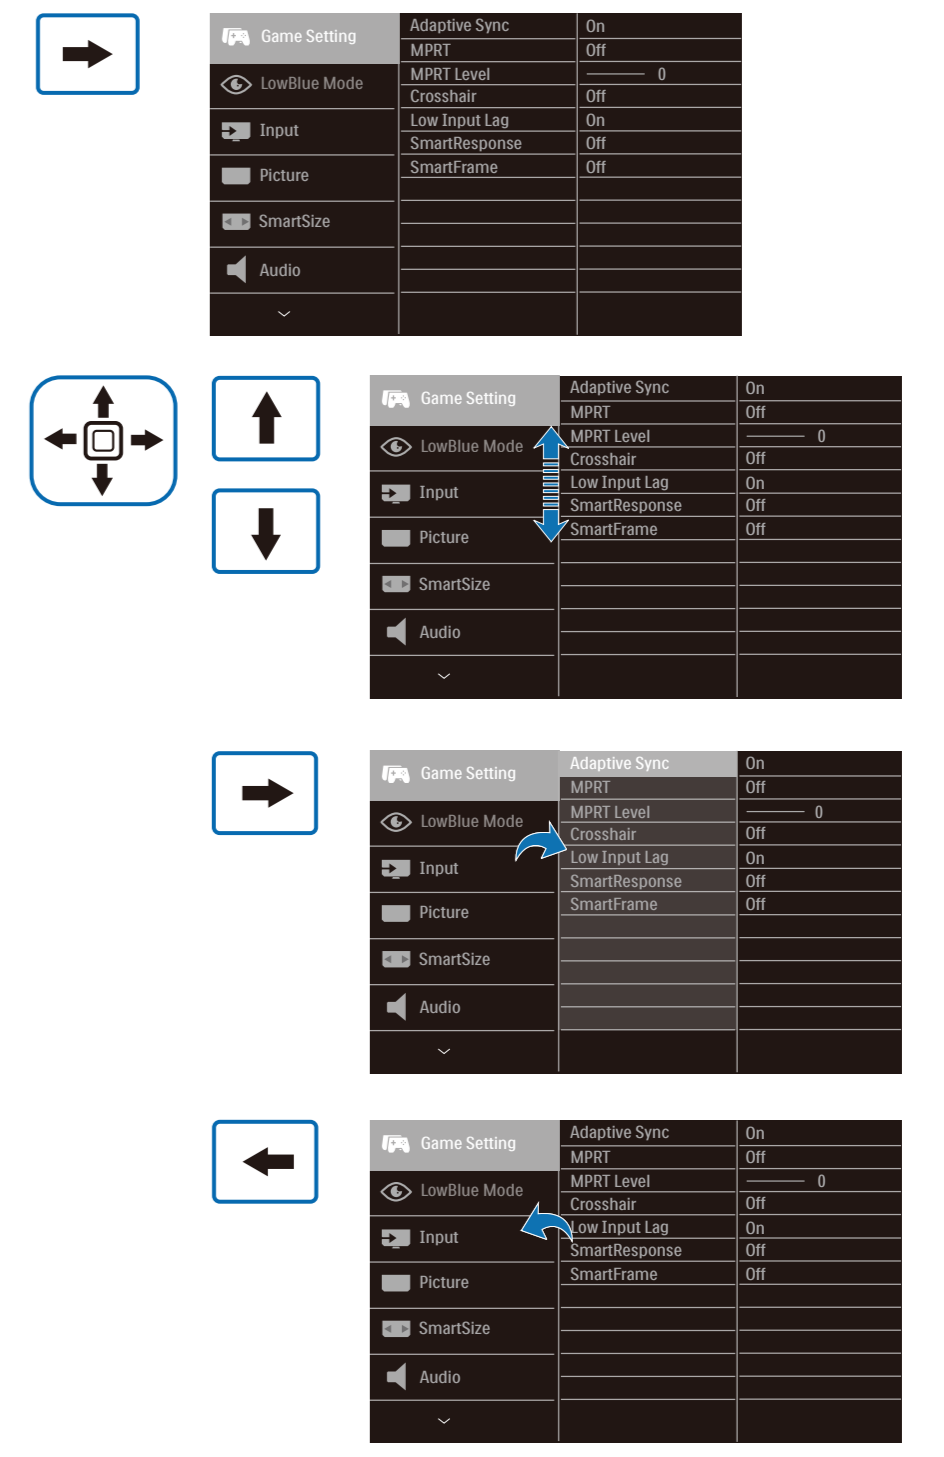 Game Setting
LowBlue Mode
Input
Picture
SmartSize
Audio
Adaptive Sync On
MPRT Off
MPRT Level 0
Crosshair Off
Low Input Lag On
SmartResponse Off
SmartFrame Off
Game Setting
LowBlue Mode
Input
Picture
SmartSize
Audio
Adaptive Sync On
MPRT Off
MPRT Level 0
Crosshair Off
Low Input Lag On
SmartResponse Off
SmartFrame Off
Game Setting
LowBlue Mode
Input
Picture
SmartSize
Audio
Adaptive Sync On
MPRT Off
MPRT Level 0
Crosshair Off
Low Input Lag On
SmartResponse Off
SmartFrame Off
Game Setting
LowBlue Mode
Input
Picture
SmartSize
Audio
Adaptive Sync On
MPRT Off
MPRT Level 0
Crosshair Off
Low Input Lag On
SmartResponse Off
SmartFrame Off